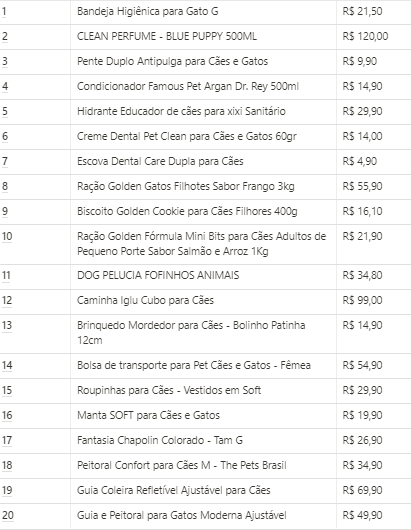 1 Bandeja Higiênica para Gato G R$ 21,50
2 CLEAN PERFUME - BLUE PUPPY 500ML R$ 120,00
3 Pente Duplo Antipulga para Cães e Gatos R$ 9,90
4 Condicionador Famous Pet Argan Dr. Rey 500ml R$ 14,90
5 Hidrante Educador de cães para xixi Sanitário R$ 29,90
6 Creme Dental Pet Clean para Cães e Gatos 60gr R$ 14,00
7 Escova Dental Care Dupla para Cães R$ 4,90
8 Ração Golden Gatos Filhotes Sabor Frango 3kg R$ 55,90
9 Biscoito Golden Cookie para Cães Filhores 400g R$ 16,10
10 Ração Golden Fórmula Mini Bits para Cães Adultos de R$ 21,90
Pequeno Porte Sabor Salmão e Arroz 1Kg
11 DOG PELUCIA FOFINHOS ANIMAIS R$ 34,80
12 Caminha Iglu Cubo para Cães R$ 99,00
13 Brinquedo Mordedor para Cães - Bolinho Patinha R$ 14,90
12cm
14 Bolsa de transporte para Pet Cães e Gatos - Fêmea R$ 54,90
15 Roupinhas para Cães - Vestidos em Soft R$ 29,90
16 Manta SOFT para Cães e Gatos R$ 19,90
17 Fantasia Chapolin Colorado - Tam G R$ 26,90
18 Peitoral Confort para Cães M - The Pets Brasil R$ 34,90
19 Guia Coleira Refletível Ajustável para Cães R$ 69,90
20 Guia e Peitoral para Gatos Moderna Ajustável R$ 49,90